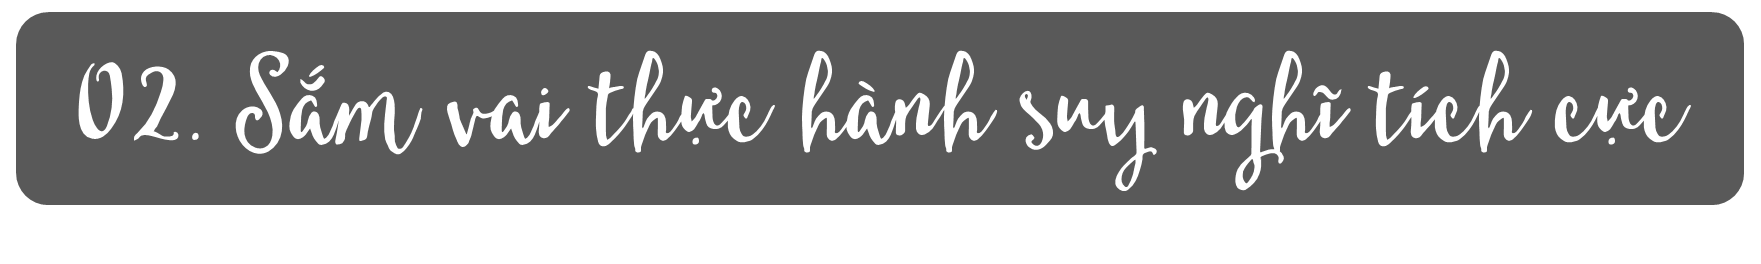 02. Sắm vai thực hành suy nghĩ tích cực